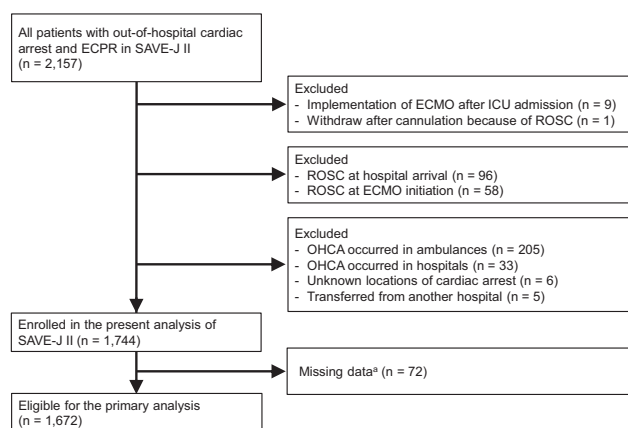 All patients with out-of-hospital cardiac
arrest and ECPR in SAVE-J II
(n = 2,157)
Excluded
- Implementation of ECMO after ICU admission (n = 9)
- Withdraw after cannulation because of ROSC (n = 1)
Excluded
- ROSC at hospital arrival (n = 96)
- ROSC at ECMO initiation (n = 58)
Excluded
- OHCA occurred in ambulances (n = 205)
- OHCA occurred in hospitals (n = 33)
- Unknown locations of cardiac arrest (n = 6)
- Transferred from another hospital (n = 5)
Enrolled in the present analysis of
SAVE-J II (n = 1,744)
Missing dataᵃ (n = 72)
Eligible for the primary analysis
(n = 1,672)